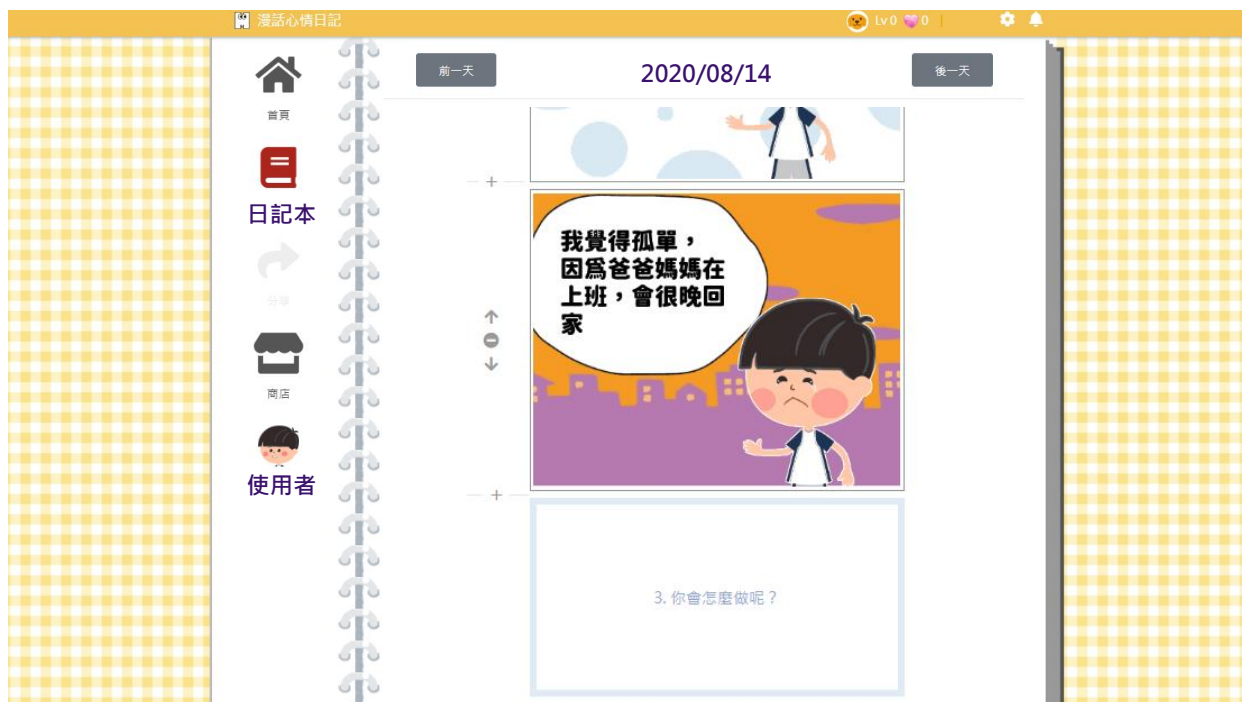 漫話心情日記
Lv 0 0
首頁
日記本
分享
商店
使用者
前一天
2020/08/14
後一天
我覺得孤單，
因爲爸爸媽媽在
上班，會很晚回
家
3. 你會怎麼做呢？